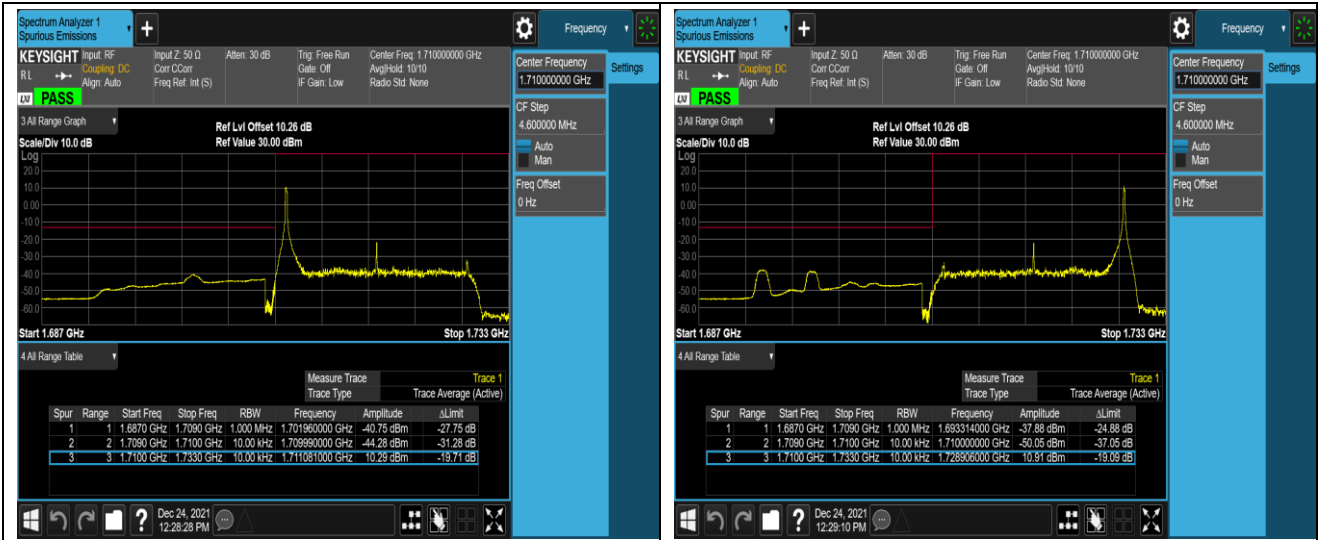 Spectrum Analyzer 1
Spurious Emissions
Frequency
KEYSIGHT
Input: RF
Input Z: 50 Ω
Atten: 30 dB
Trig: Free Run
Center Freq: 1.710000000 GHz
R L
Coupling: DC
Corr CCorr
Gate: Off
Avg|Hold: 10/10
Align: Auto
Freq Ref: Int (S)
IF Gain: Low
Radio Std: None
LXI
PASS
Center Frequency
1.710000000 GHz
Settings
CF Step
4.600000 MHz
Auto
Man
Freq Offset
0 Hz
3 All Range Graph
Ref Lvl Offset 10.26 dB
Scale/Div 10.0 dB
Ref Value 30.00 dBm
Log
20.0
10.0
0.00
-10.0
-20.0
-30.0
-40.0
-50.0
-60.0
Start 1.687 GHz
Stop 1.733 GHz
4 All Range Table
Measure Trace Trace 1
Trace Type Trace Average (Active)
Spur Range Start Freq Stop Freq RBW Frequency Amplitude ΔLimit
1 1 1.6870 GHz 1.7090 GHz 1.000 MHz 1.701960000 GHz -40.75 dBm -27.75 dB
2 2 1.7090 GHz 1.7100 GHz 10.00 kHz 1.709990000 GHz -44.28 dBm -31.28 dB
3 3 1.7100 GHz 1.7330 GHz 10.00 kHz 1.711081000 GHz 10.29 dBm -19.71 dB
Dec 24, 2021
12:28:28 PM
Spectrum Analyzer 1
Spurious Emissions
Frequency
KEYSIGHT
Input: RF
Input Z: 50 Ω
Atten: 30 dB
Trig: Free Run
Center Freq: 1.710000000 GHz
R L
Coupling: DC
Corr CCorr
Gate: Off
Avg|Hold: 10/10
Align: Auto
Freq Ref: Int (S)
IF Gain: Low
Radio Std: None
LXI
PASS
Center Frequency
1.710000000 GHz
Settings
CF Step
4.600000 MHz
Auto
Man
Freq Offset
0 Hz
3 All Range Graph
Ref Lvl Offset 10.26 dB
Scale/Div 10.0 dB
Ref Value 30.00 dBm
Log
20.0
10.0
0.00
-10.0
-20.0
-30.0
-40.0
-50.0
-60.0
Start 1.687 GHz
Stop 1.733 GHz
4 All Range Table
Measure Trace Trace 1
Trace Type Trace Average (Active)
Spur Range Start Freq Stop Freq RBW Frequency Amplitude ΔLimit
1 1 1.6870 GHz 1.7090 GHz 1.000 MHz 1.693314000 GHz -37.88 dBm -24.88 dB
2 2 1.7090 GHz 1.7100 GHz 10.00 kHz 1.710000000 GHz -50.05 dBm -37.05 dB
3 3 1.7100 GHz 1.7330 GHz 10.00 kHz 1.728906000 GHz 10.91 dBm -19.09 dB
Dec 24, 2021
12:29:10 PM